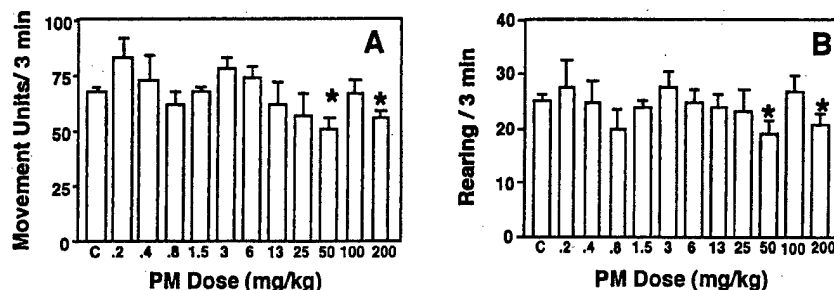 Movement Units/ 3 min
100
75
50
25
0
A
*
*
C .2 .4 .8 1.5 3 6 13 25 50 100 200
PM Dose (mg/kg)
Rearing / 3 min
40
30
20
10
0
B
*
*
C .2 .4 .8 1.5 3 6 13 25 50 100 200
PM Dose (mg/kg)